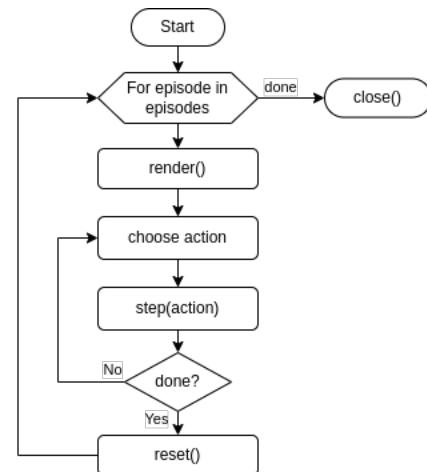 Start
For episode in
episodes
done
close()
render()
choose action
step(action)
No
done?
Yes
reset()